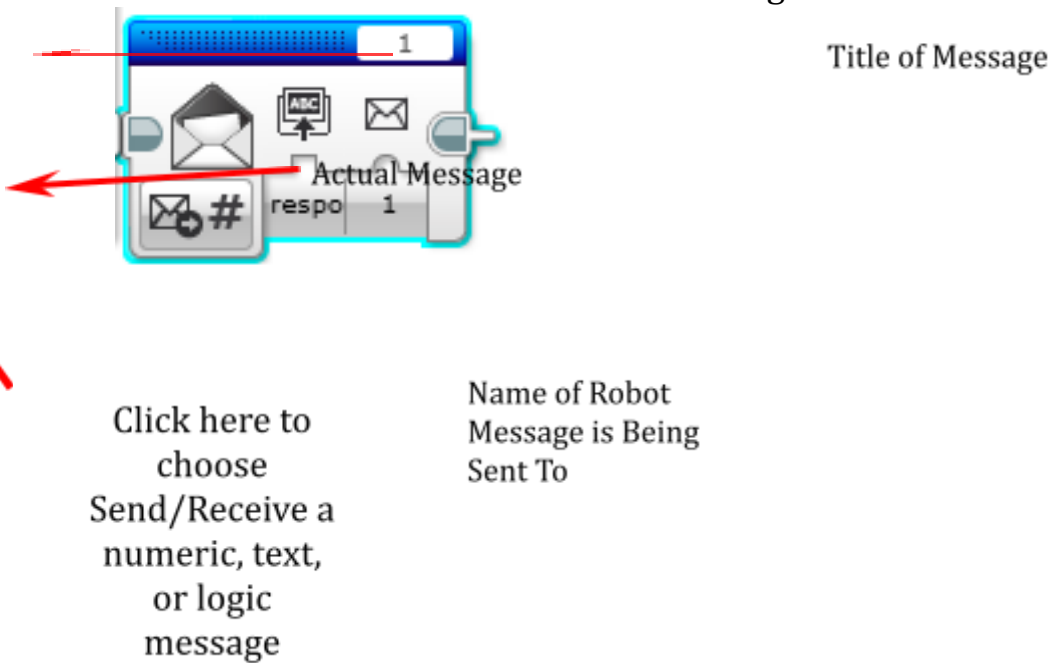 Title of Message
1
ABC
Actual Message
#
respo 1
Name of Robot
Message is Being
Sent To
Click here to
choose
Send/Receive a
numeric, text,
or logic
message